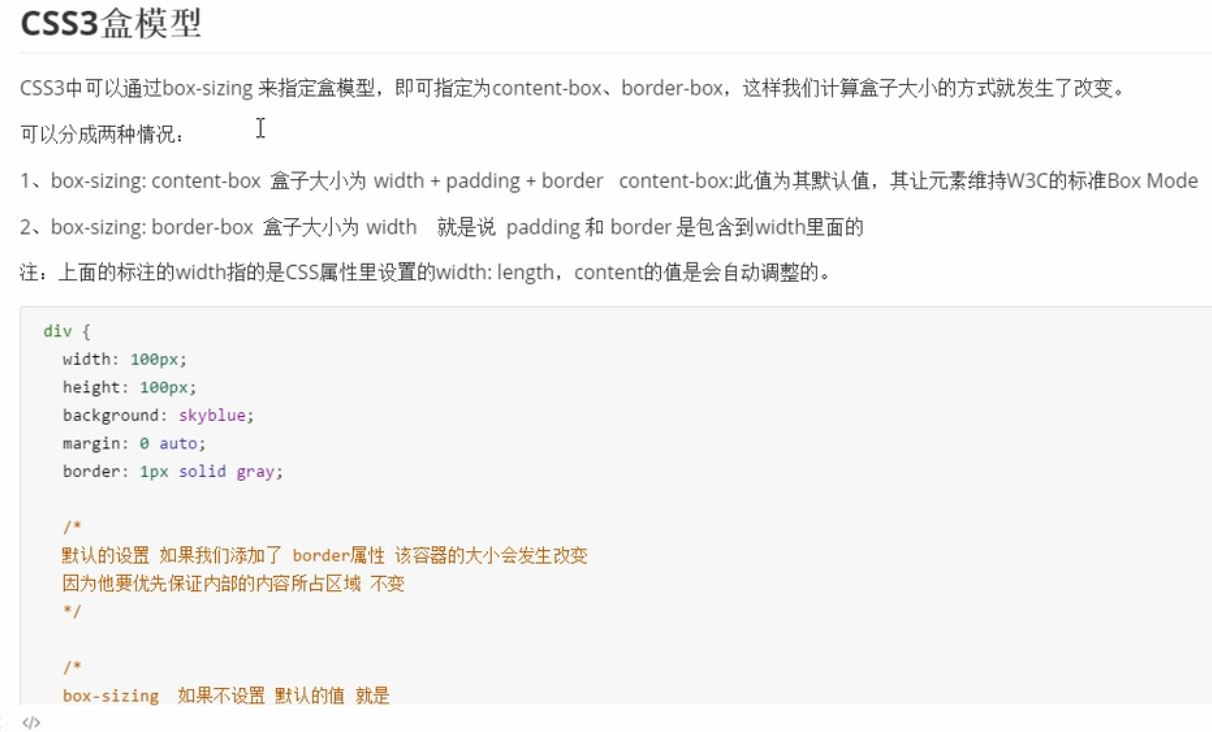 CSS3盒模型
CSS3中可以通过box-sizing 来指定盒模型，即可指定为content-box、border-box，这样我们计算盒子大小的方式就发生了改变。
可以分成两种情况：
1、box-sizing: content-box 盒子大小为 width + padding + border content-box:此值为其默认值，其让元素维持W3C的标准Box Mode
2、box-sizing: border-box 盒子大小为 width 就是说 padding 和 border 是包含到width里面的
注：上面的标注的width指的是CSS属性里设置的width: length，content的值是会自动调整的。
div {
width: 100px;
height: 100px;
background: skyblue;
margin: 0 auto;
border: 1px solid gray;
/*
默认的设置 如果我们添加了 border属性 该容器的大小会发生改变
因为他要优先保证内部的内容所占区域 不变
*/
/*
box-sizing 如果不设置 默认的值 就是
</>